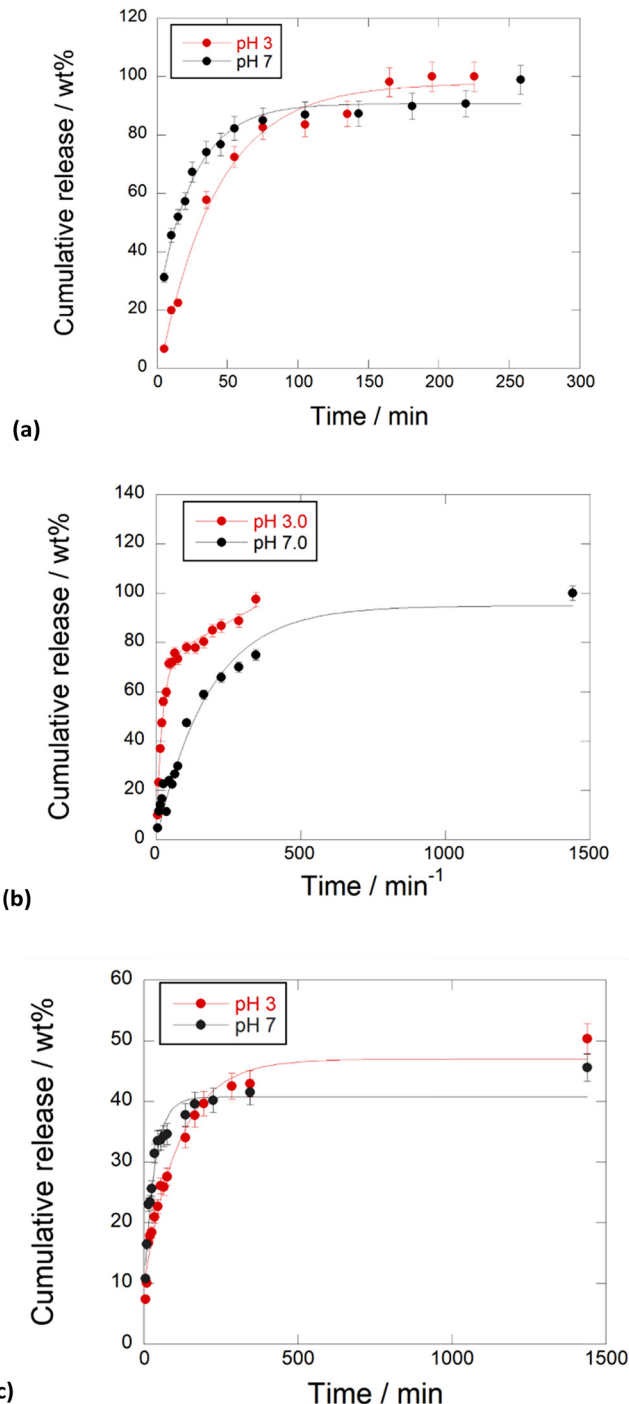 120
100
80
60
40
20
0
pH 3
pH 7
Cumulative release / wt%
0 50 100 150 200 250 300
Time / min
(a)
140
120
100
80
60
40
20
0
pH 3.0
pH 7.0
Cumulative release / wt%
0 500 1000 1500
Time / min⁻¹
(b)
60
50
40
30
20
10
0
pH 3
pH 7
Cumulative release / wt%
0 500 1000 1500
Time / min
c)